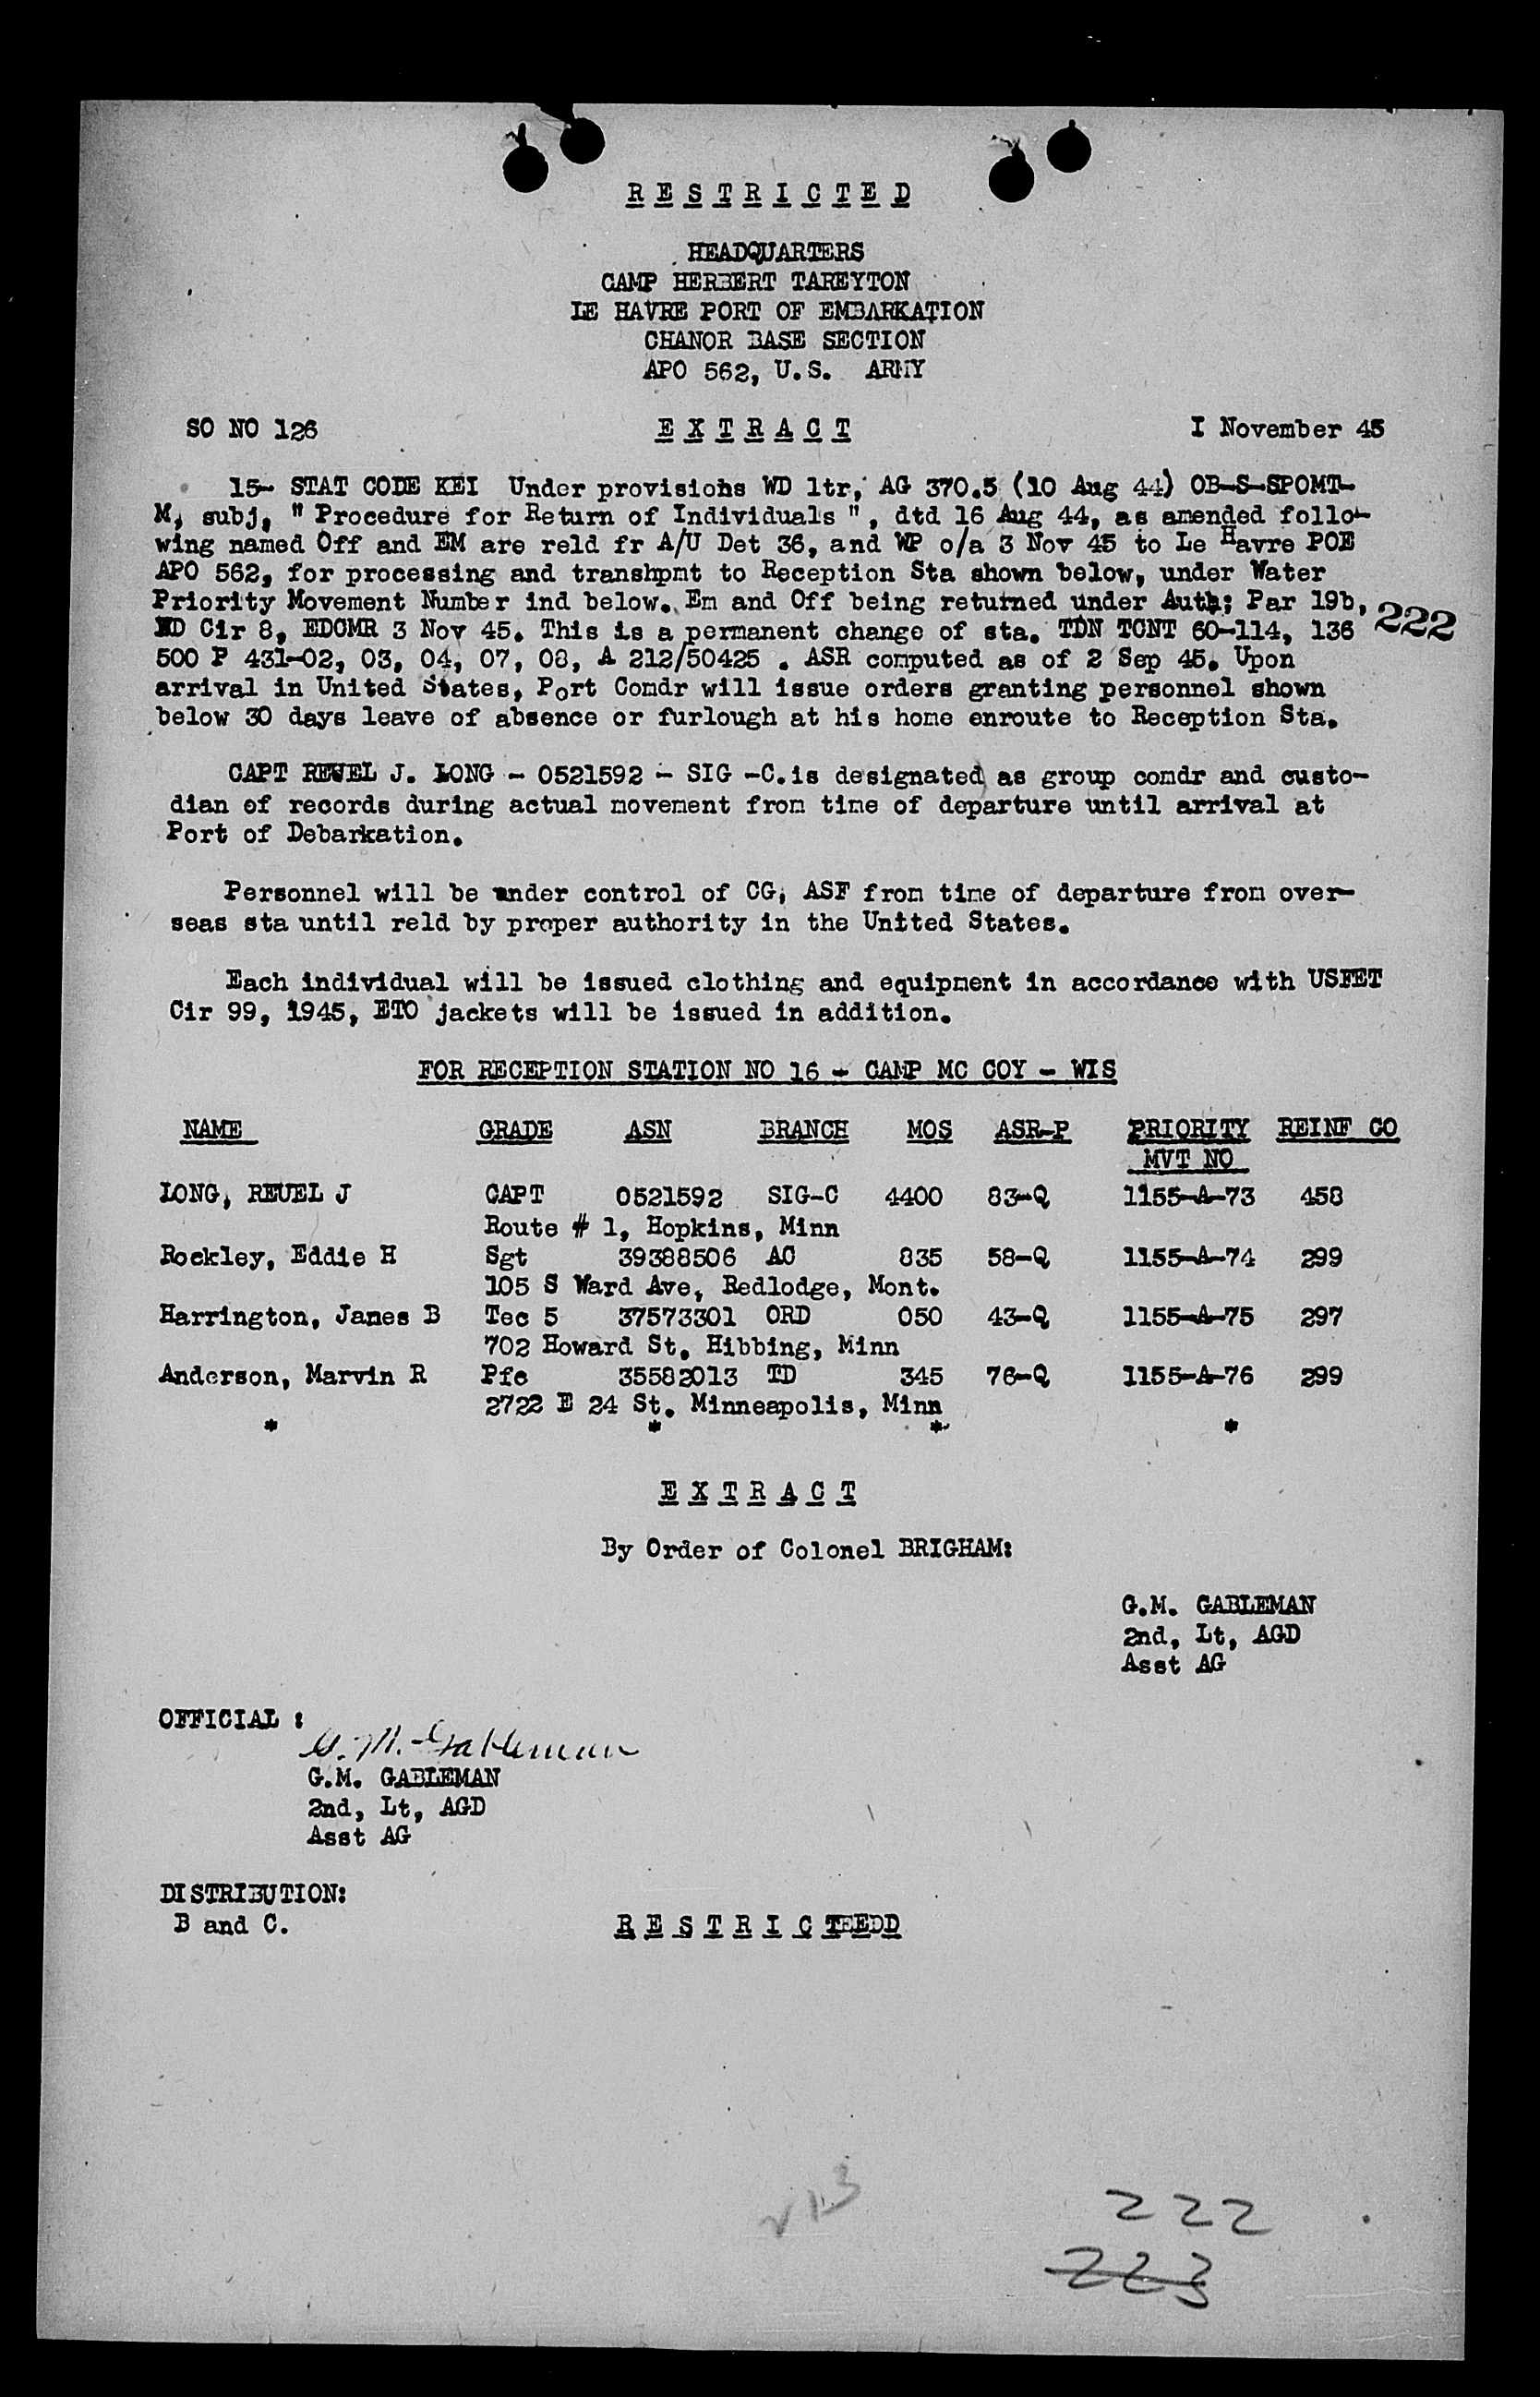 RESTRICTED
HEADQUARTERS
CAMP HERBERT TAREYTON
LE HAVRE PORT OF EMBARKATION
CHANOR BASE SECTION
APO 562, U.S. ARMY
SO NO 126 EXTRACT I November 45
15- STAT CODE KEI Under provisiohs WD ltr, AG 370.5 (10 Aug 44) OB-S-SPOMT-
M, subj, " Procedure for Return of Individuals ", dtd 16 Aug 44, as amended follo-
wing named Off and EM are reld fr A/U Det 36, and WP o/a 3 Nov 45 to Le Havre POE
APO 562, for processing and transhpmt to Reception Sta shown below, under Water
Priority Movement Number ind below. Em and Off being returned under Auth; Par 19b,
WD Cir 8, EDCMR 3 Nov 45. This is a permanent change of sta. TDN TCNT 60-114, 136
222
500 P 431-02, 03, 04, 07, 08, A 212/50425 . ASR computed as of 2 Sep 45. Upon
arrival in United States, Port Comdr will issue orders granting personnel shown
below 30 days leave of absence or furlough at his home enroute to Reception Sta.
CAPT REUEL J. LONG - 0521592 - SIG -C.is designated as group comdr and custo-
dian of records during actual movement from time of departure until arrival at
Port of Debarkation.
Personnel will be under control of CG, ASF from time of departure from over-
seas sta until reld by proper authority in the United States.
Each individual will be issued clothing and equipment in accordance with USFET
Cir 99, 1945, ETO jackets will be issued in addition.
FOR RECEPTION STATION NO 16 - CAMP MC COY - WIS
NAME GRADE ASN BRANCH MOS ASR-P PRIORITY REINF CO
MVT NO
LONG, REUEL J CAPT 0521592 SIG-C 4400 83-Q 1155-A-73 458
Route # 1, Hopkins, Minn
Rockley, Eddie H Sgt 39388506 AC 835 58-Q 1155-A-74 299
105 S Ward Ave, Redlodge, Mont.
Harrington, James B Tec 5 37573301 ORD 050 43-Q 1155-A-75 297
702 Howard St. Hibbing, Minn
Anderson, Marvin R Pfc 35582013 TD 345 76-Q 1155-A-76 299
2722 E 24 St. Minneapolis, Minn
* * * *
EXTRACT
By Order of Colonel BRIGHAM:
G.M. GABLEMAN
2nd, Lt, AGD
Asst AG
OFFICIAL :
G. M. Gableman
G.M. GABLEMAN
2nd, Lt, AGD
Asst AG
DISTRIBUTION:
B and C.
RESTRICTEEDD
213
222
223